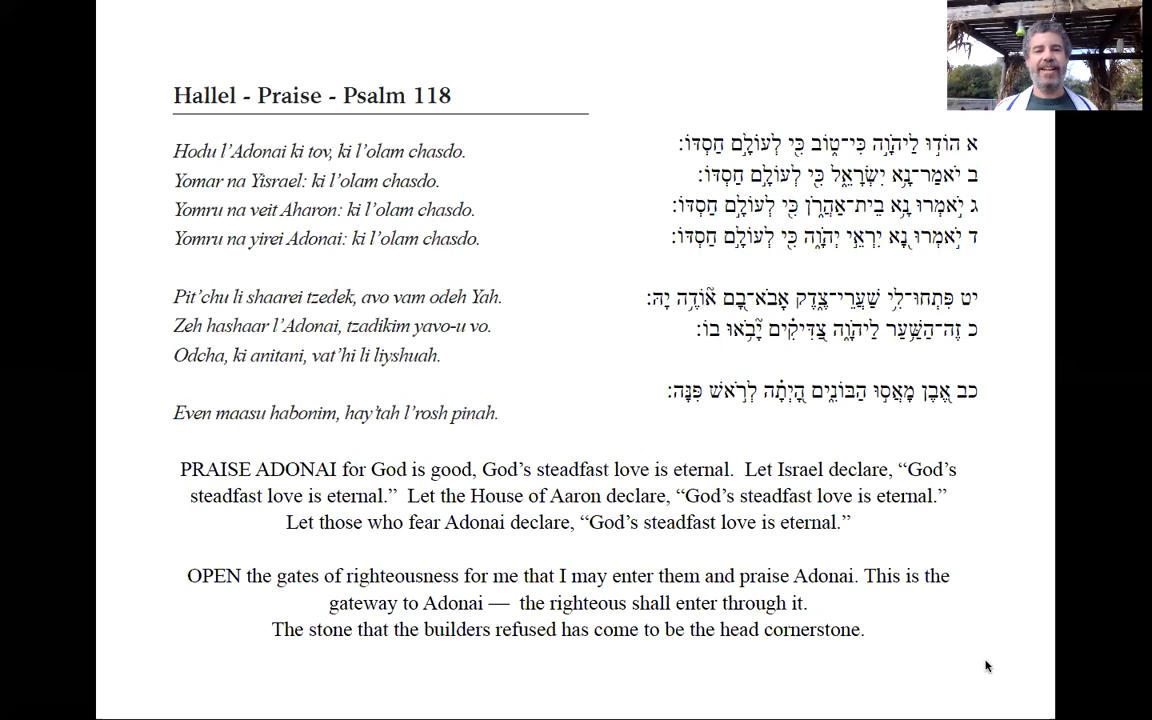 Hallel - Praise - Psalm 118
Hodu l’Adonai ki tov, ki l’olam chasdo.
Yomar na Yisrael: ki l’olam chasdo.
Yomru na veit Aharon: ki l’olam chasdo.
Yomru na yirei Adonai: ki l’olam chasdo.
Pit’chu li shaarei tzedek, avo vam odeh Yah.
Zeh hashaar l’Adonai, tzadikim yavo-u vo.
Odcha, ki anitani, vat’hi li liyshuah.
Even maasu habonim, hay’tah l’rosh pinah.
א הוֹד֣וּ לַיהוָ֣ה כִּי־ט֑וֹב כִּ֖י לְעוֹלָ֣ם חַסְדּֽוֹ׃
ב יֹאמַר־נָ֥א יִשְׂרָאֵ֑ל כִּ֖י לְעוֹלָ֣ם חַסְדּֽוֹ׃
ג יֹֽאמְרוּ נָ֥א בֵֽית־אַהֲרֹ֑ן כִּ֖י לְעוֹלָ֣ם חַסְדּֽוֹ׃
ד יֹֽאמְרוּ נָ֭א יִרְאֵ֣י יְהוָ֑ה כִּ֖י לְעוֹלָ֣ם חַסְדּֽוֹ׃
יט פִּתְחוּ־לִ֥י שַׁעֲרֵי־צֶ֑דֶק אָֽבֹא־בָ֝ם אוֹדֶ֥ה יָֽהּ׃
כ זֶֽה־הַשַּׁ֥עַר לַיהוָ֑ה צַ֝דִּיקִ֗ים יָבֹ֥אוּ בֽוֹ׃
כב אֶ֭בֶן מָאֲס֣וּ הַבּוֹנִ֑ים הָ֝יְתָ֗ה לְרֹ֣אשׁ פִּנָּֽה׃
PRAISE ADONAI for God is good, God’s steadfast love is eternal. Let Israel declare, “God’s
steadfast love is eternal.” Let the House of Aaron declare, “God’s steadfast love is eternal.”
Let those who fear Adonai declare, “God’s steadfast love is eternal.”
OPEN the gates of righteousness for me that I may enter them and praise Adonai. This is the
gateway to Adonai — the righteous shall enter through it.
The stone that the builders refused has come to be the head cornerstone.